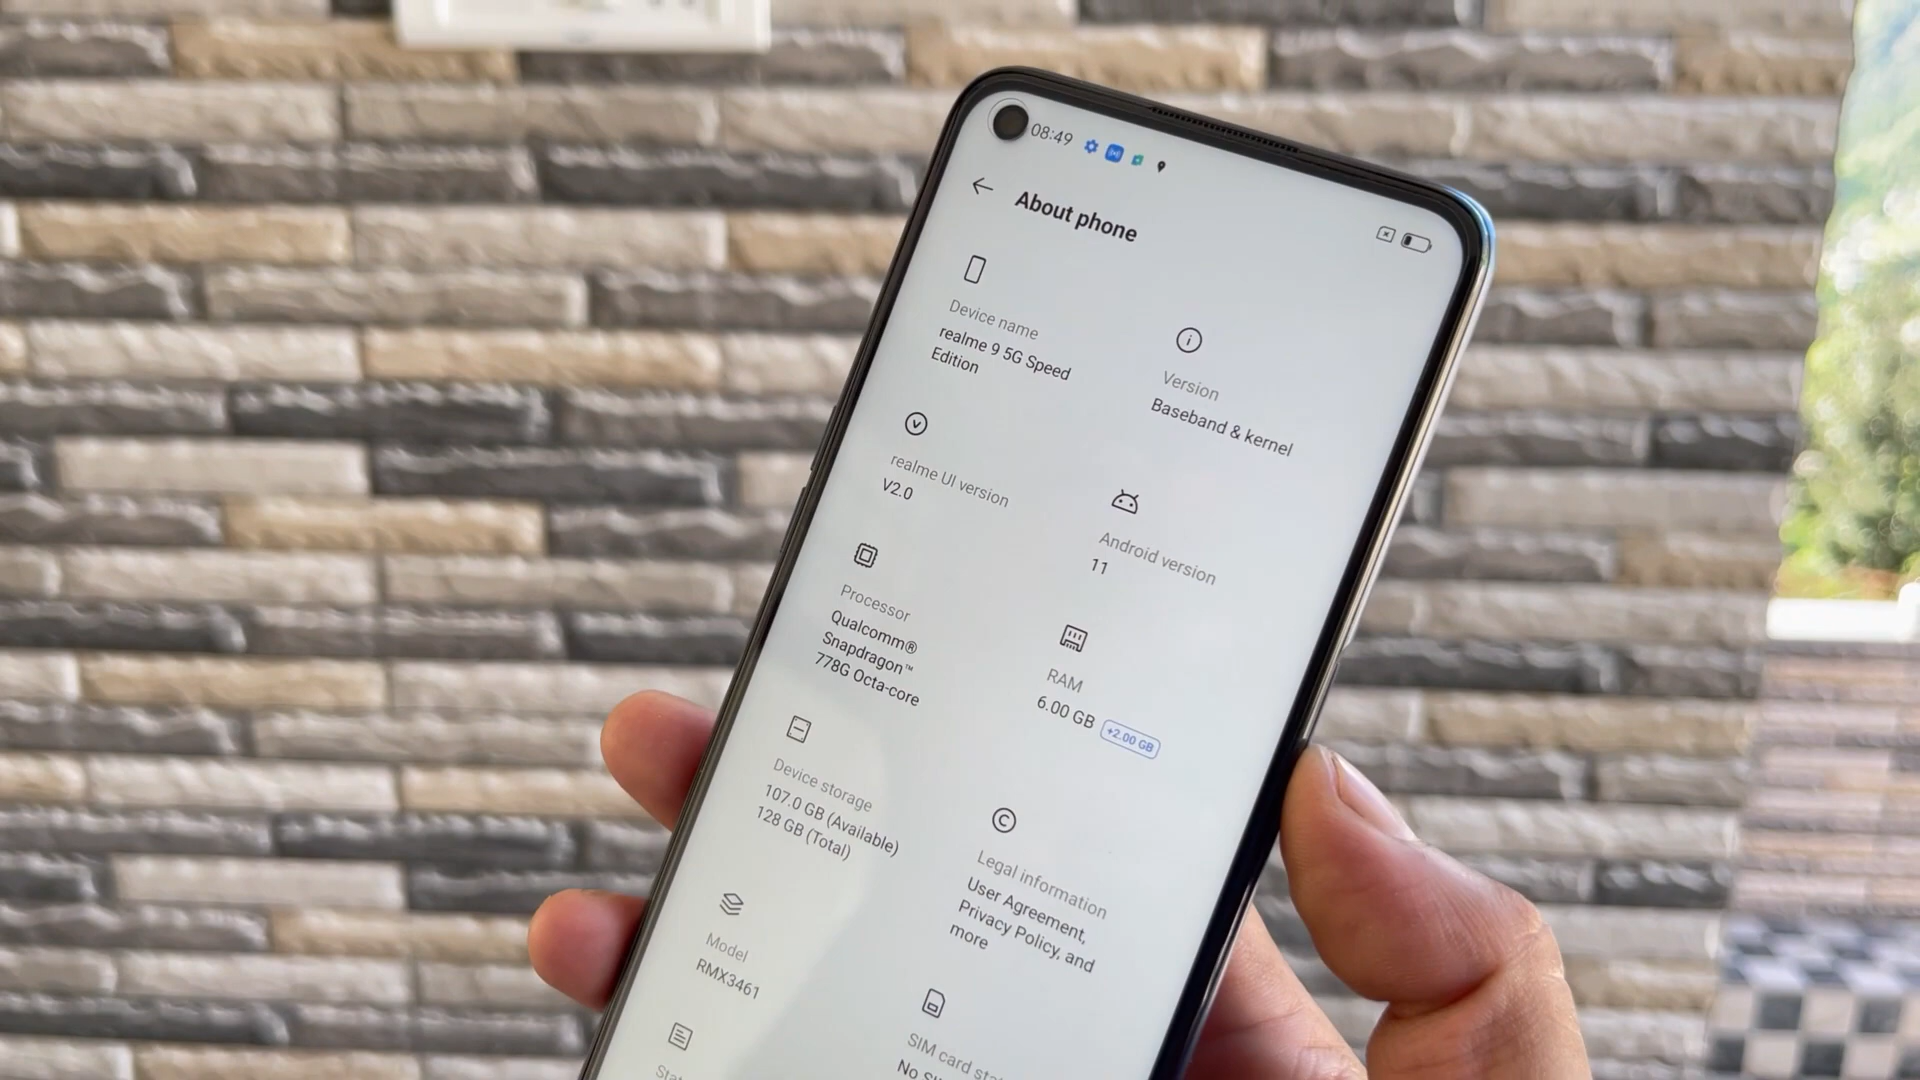 08:49
About phone
Device name
realme 9 5G Speed
Edition
Version
Baseband & kernel
realme UI version
V2.0
Android version
11
Processor
Qualcomm®
Snapdragon™
778G Octa-core
RAM
6.00 GB +2.00 GB
Device storage
107.0 GB (Available)
128 GB (Total)
Legal information
User Agreement,
Privacy Policy, and
more
Model
RMX3461
SIM card
No